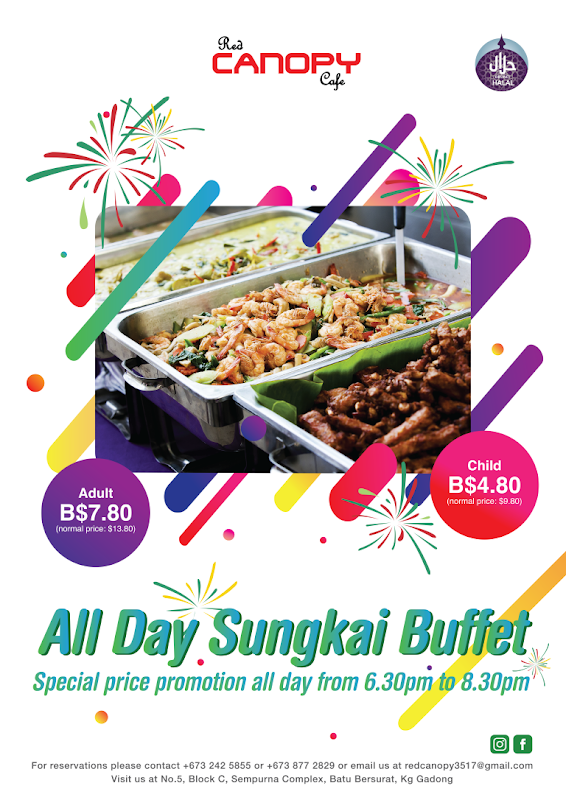 Red
CANOPY
Cafe
حلال
HALAL
Adult
B$7.80
(normal price: $13.80)
Child
B$4.80
(normal price: $9.80)
All Day Sungkai Buffet
Special price promotion all day from 6.30pm to 8.30pm
For reservations please contact +673 242 5855 or +673 877 2829 or email us at redcanopy3517@gmail.com
Visit us at No.5, Block C, Sempurna Complex, Batu Bersurat, Kg Gadong